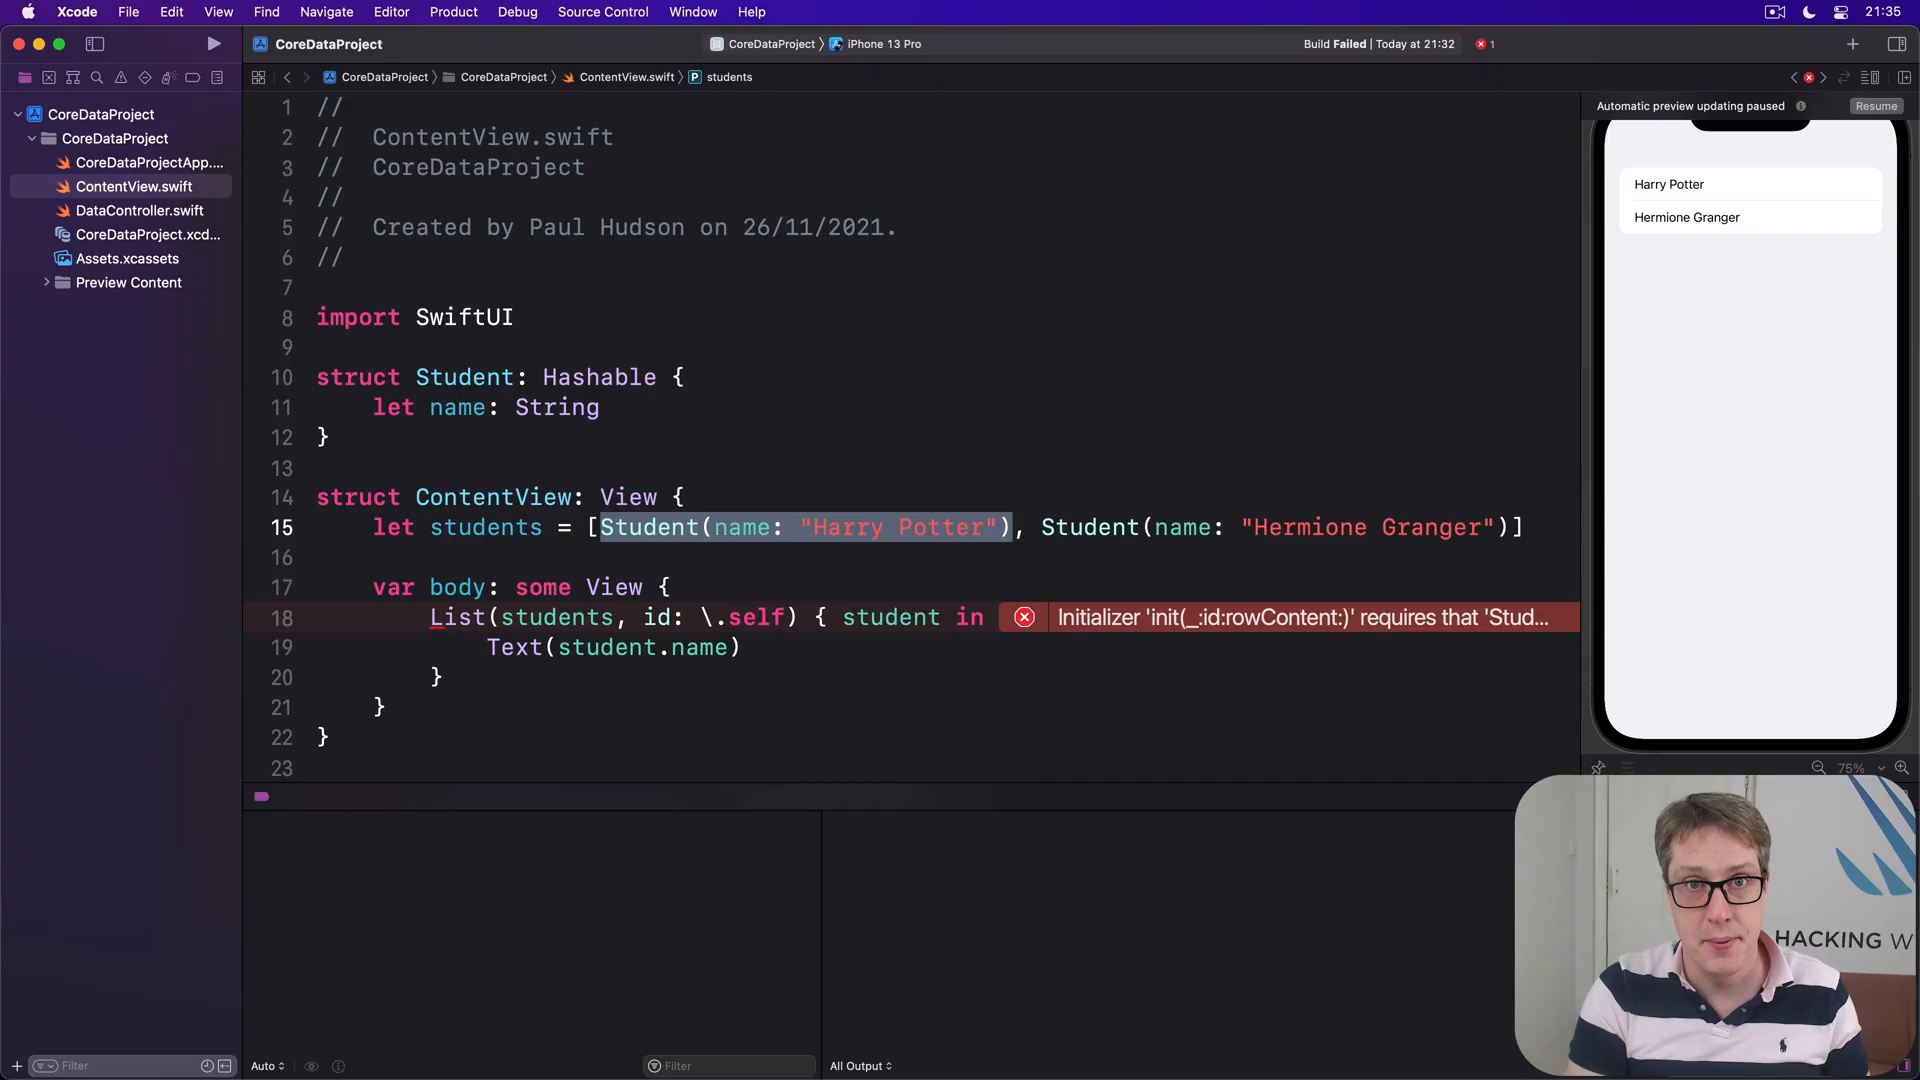 Xcode File Edit View Find Navigate Editor Product Debug Source Control Window Help 21:35
CoreDataProject CoreDataProject iPhone 13 Pro Build Failed | Today at 21:32 1
CoreDataProject CoreDataProject ContentView.swift P students
CoreDataProject
CoreDataProject
CoreDataProjectApp....
ContentView.swift
DataController.swift
CoreDataProject.xcd...
Assets.xcassets
Preview Content
1 //
2 // ContentView.swift
3 // CoreDataProject
4 //
5 // Created by Paul Hudson on 26/11/2021.
6 //
7
8 import SwiftUI
9
10 struct Student: Hashable {
11 let name: String
12 }
13
14 struct ContentView: View {
15 let students = [Student(name: "Harry Potter"), Student(name: "Hermione Granger")]
16
17 var body: some View {
18 List(students, id: \.self) { student in Initializer 'init(_:id:rowContent:)' requires that 'Stud...
19 Text(student.name)
20 }
21 }
22 }
23
Automatic preview updating paused Resume
Harry Potter
Hermione Granger
75%
HACKING W
Filter
Auto
Filter
All Output